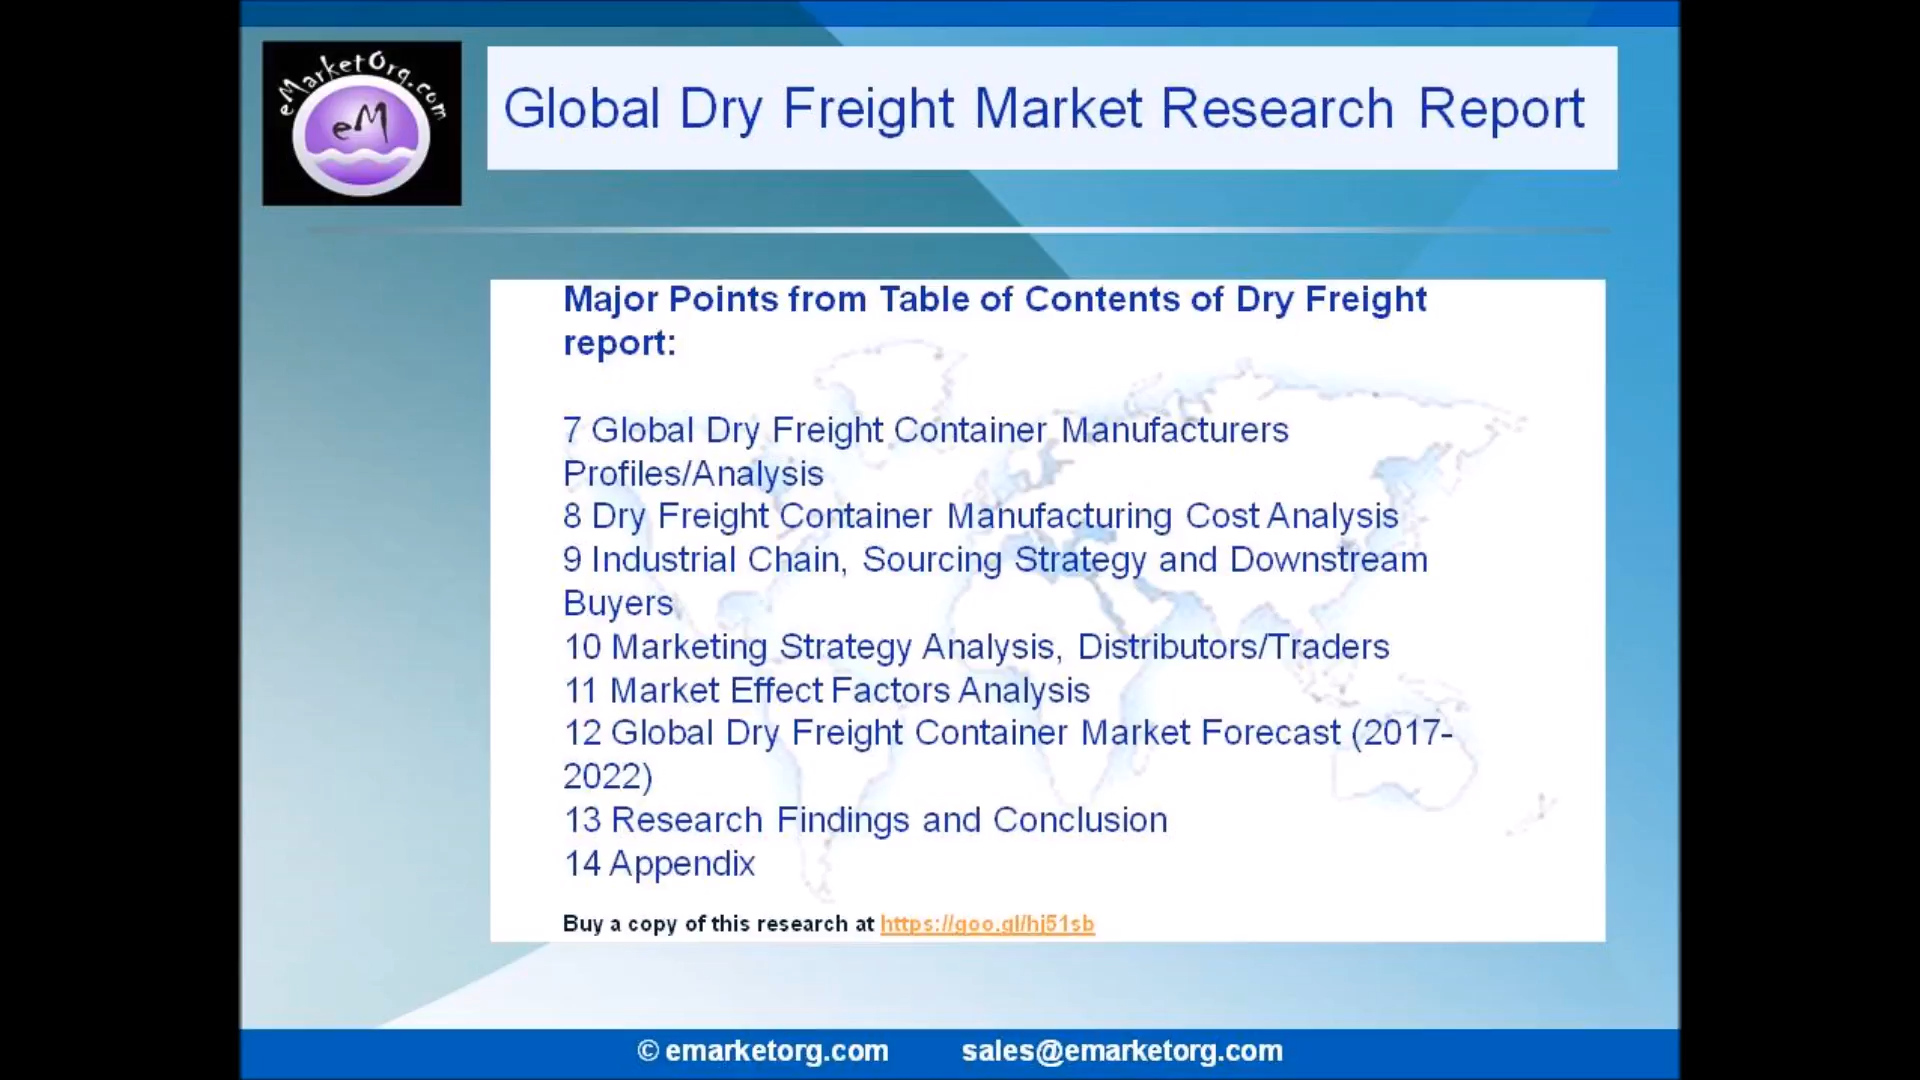 eMarketOrg.com
eM
Global Dry Freight Market Research Report
Major Points from Table of Contents of Dry Freight
report:
7 Global Dry Freight Container Manufacturers
Profiles/Analysis
8 Dry Freight Container Manufacturing Cost Analysis
9 Industrial Chain, Sourcing Strategy and Downstream
Buyers
10 Marketing Strategy Analysis, Distributors/Traders
11 Market Effect Factors Analysis
12 Global Dry Freight Container Market Forecast (2017-
2022)
13 Research Findings and Conclusion
14 Appendix
Buy a copy of this research at https://goo.gl/hj51sb
© emarketorg.com sales@emarketorg.com